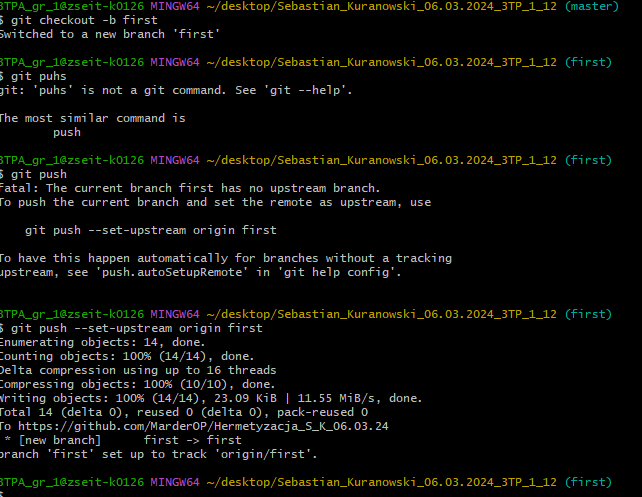 3TPA_gr_1@zseit-k0126 MINGW64 ~/desktop/Sebastian_Kuranowski_06.03.2024_3TP_1_12 (master)
$ git checkout -b first
Switched to a new branch 'first'
3TPA_gr_1@zseit-k0126 MINGW64 ~/desktop/Sebastian_Kuranowski_06.03.2024_3TP_1_12 (first)
$ git puhs
git: 'puhs' is not a git command. See 'git --help'.
The most similar command is
push
3TPA_gr_1@zseit-k0126 MINGW64 ~/desktop/Sebastian_Kuranowski_06.03.2024_3TP_1_12 (first)
$ git push
fatal: The current branch first has no upstream branch.
To push the current branch and set the remote as upstream, use
git push --set-upstream origin first
To have this happen automatically for branches without a tracking
upstream, see 'push.autoSetupRemote' in 'git help config'.
3TPA_gr_1@zseit-k0126 MINGW64 ~/desktop/Sebastian_Kuranowski_06.03.2024_3TP_1_12 (first)
$ git push --set-upstream origin first
Enumerating objects: 14, done.
Counting objects: 100% (14/14), done.
Delta compression using up to 16 threads
Compressing objects: 100% (10/10), done.
Writing objects: 100% (14/14), 23.09 KiB | 11.55 MiB/s, done.
Total 14 (delta 0), reused 0 (delta 0), pack-reused 0
To https://github.com/MarderOP/Hermetyzacja_S_K_06.03.24
* [new branch] first -> first
branch 'first' set up to track 'origin/first'.
3TPA_gr_1@zseit-k0126 MINGW64 ~/desktop/Sebastian_Kuranowski_06.03.2024_3TP_1_12 (first)
$